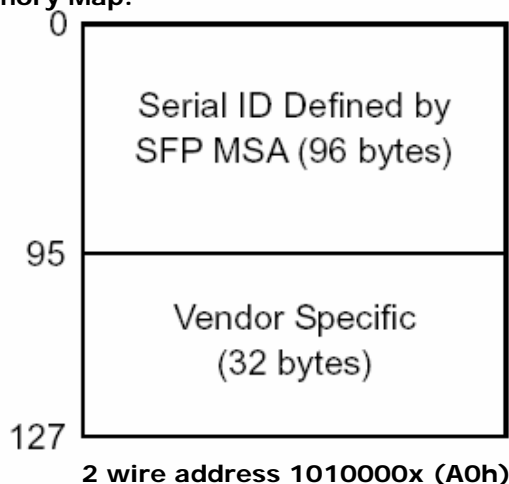 Map:
0
Serial ID Defined by
SFP MSA (96 bytes)
95
Vendor Specific
(32 bytes)
127
2 wire address 1010000x (A0h)